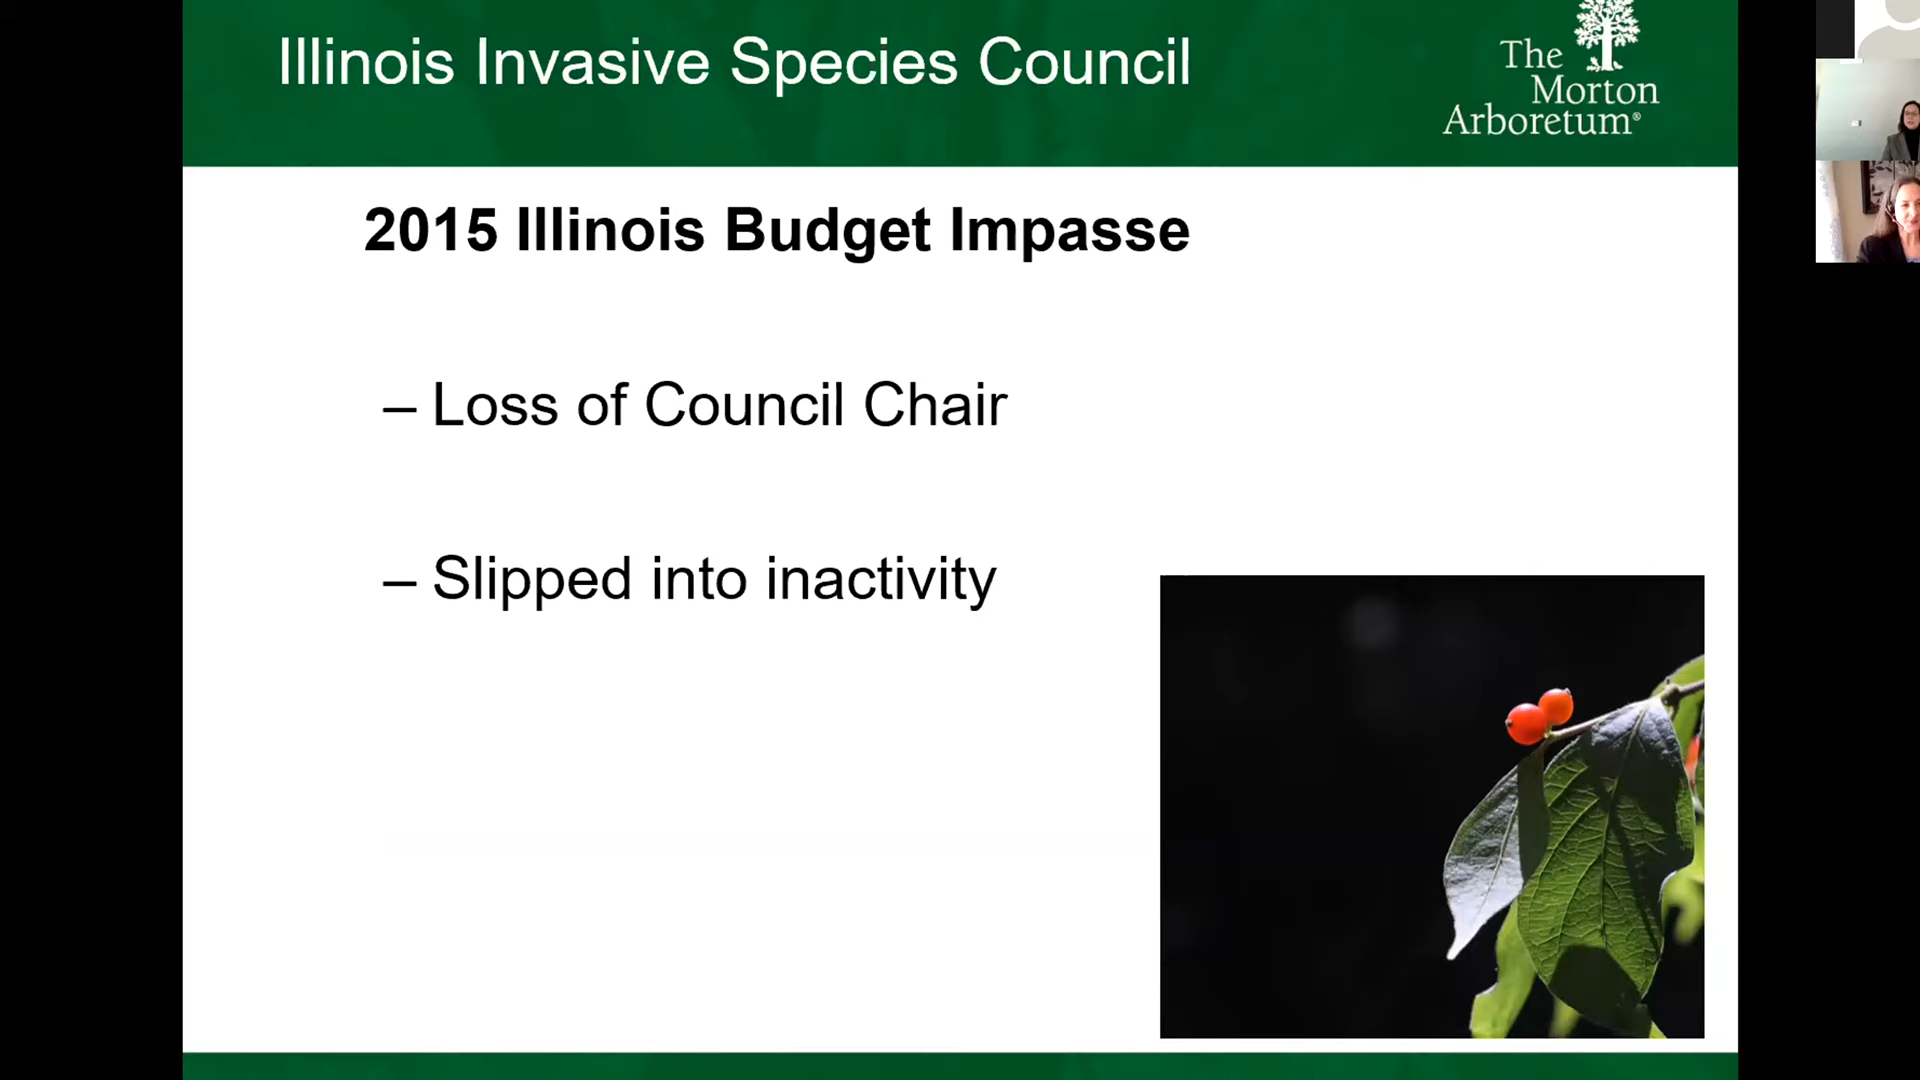 Illinois Invasive Species Council
The
Morton
Arboretum®
2015 Illinois Budget Impasse
– Loss of Council Chair
– Slipped into inactivity